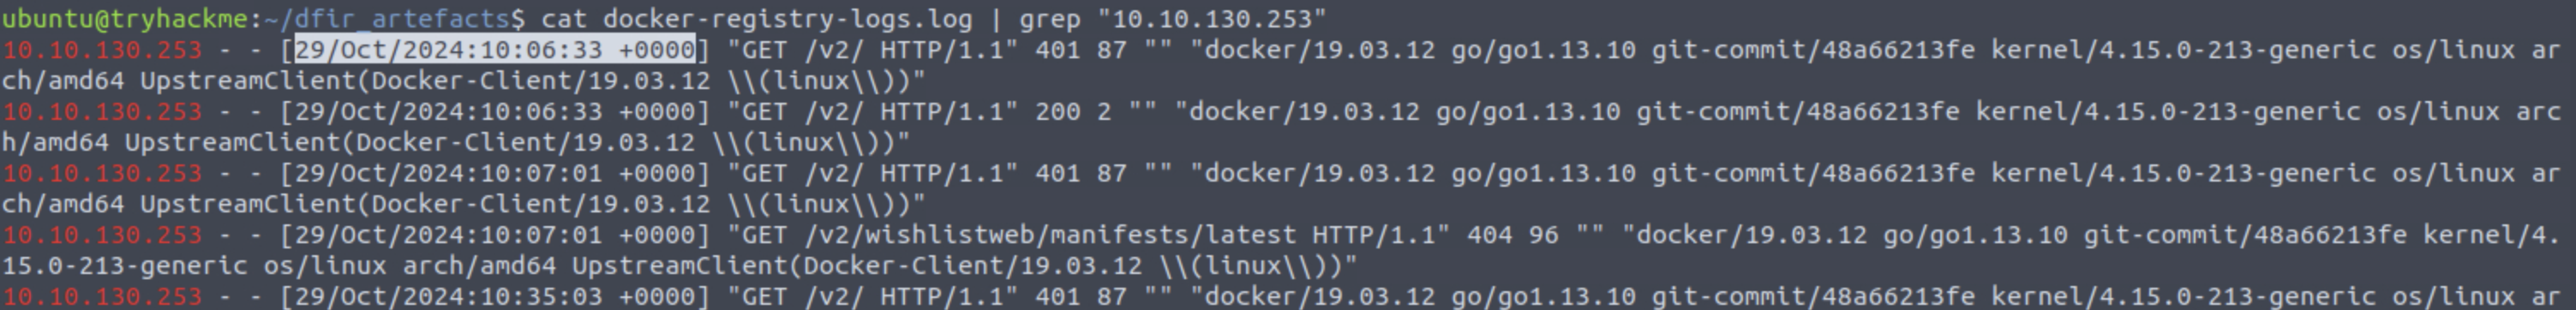 ubuntu@tryhackme:~/dfir_artefacts$ cat docker-registry-logs.log | grep "10.10.130.253"
10.10.130.253 - - [29/Oct/2024:10:06:33 +0000] "GET /v2/ HTTP/1.1" 401 87 "" "docker/19.03.12 go/go1.13.10 git-commit/48a66213fe kernel/4.15.0-213-generic os/linux ar
ch/amd64 UpstreamClient(Docker-Client/19.03.12 \\(linux\\))"
10.10.130.253 - - [29/Oct/2024:10:06:33 +0000] "GET /v2/ HTTP/1.1" 200 2 "" "docker/19.03.12 go/go1.13.10 git-commit/48a66213fe kernel/4.15.0-213-generic os/linux arc
h/amd64 UpstreamClient(Docker-Client/19.03.12 \\(linux\\))"
10.10.130.253 - - [29/Oct/2024:10:07:01 +0000] "GET /v2/ HTTP/1.1" 401 87 "" "docker/19.03.12 go/go1.13.10 git-commit/48a66213fe kernel/4.15.0-213-generic os/linux ar
ch/amd64 UpstreamClient(Docker-Client/19.03.12 \\(linux\\))"
10.10.130.253 - - [29/Oct/2024:10:07:01 +0000] "GET /v2/wishlistweb/manifests/latest HTTP/1.1" 404 96 "" "docker/19.03.12 go/go1.13.10 git-commit/48a66213fe kernel/4.
15.0-213-generic os/linux arch/amd64 UpstreamClient(Docker-Client/19.03.12 \\(linux\\))"
10.10.130.253 - - [29/Oct/2024:10:35:03 +0000] "GET /v2/ HTTP/1.1" 401 87 "" "docker/19.03.12 go/go1.13.10 git-commit/48a66213fe kernel/4.15.0-213-generic os/linux ar